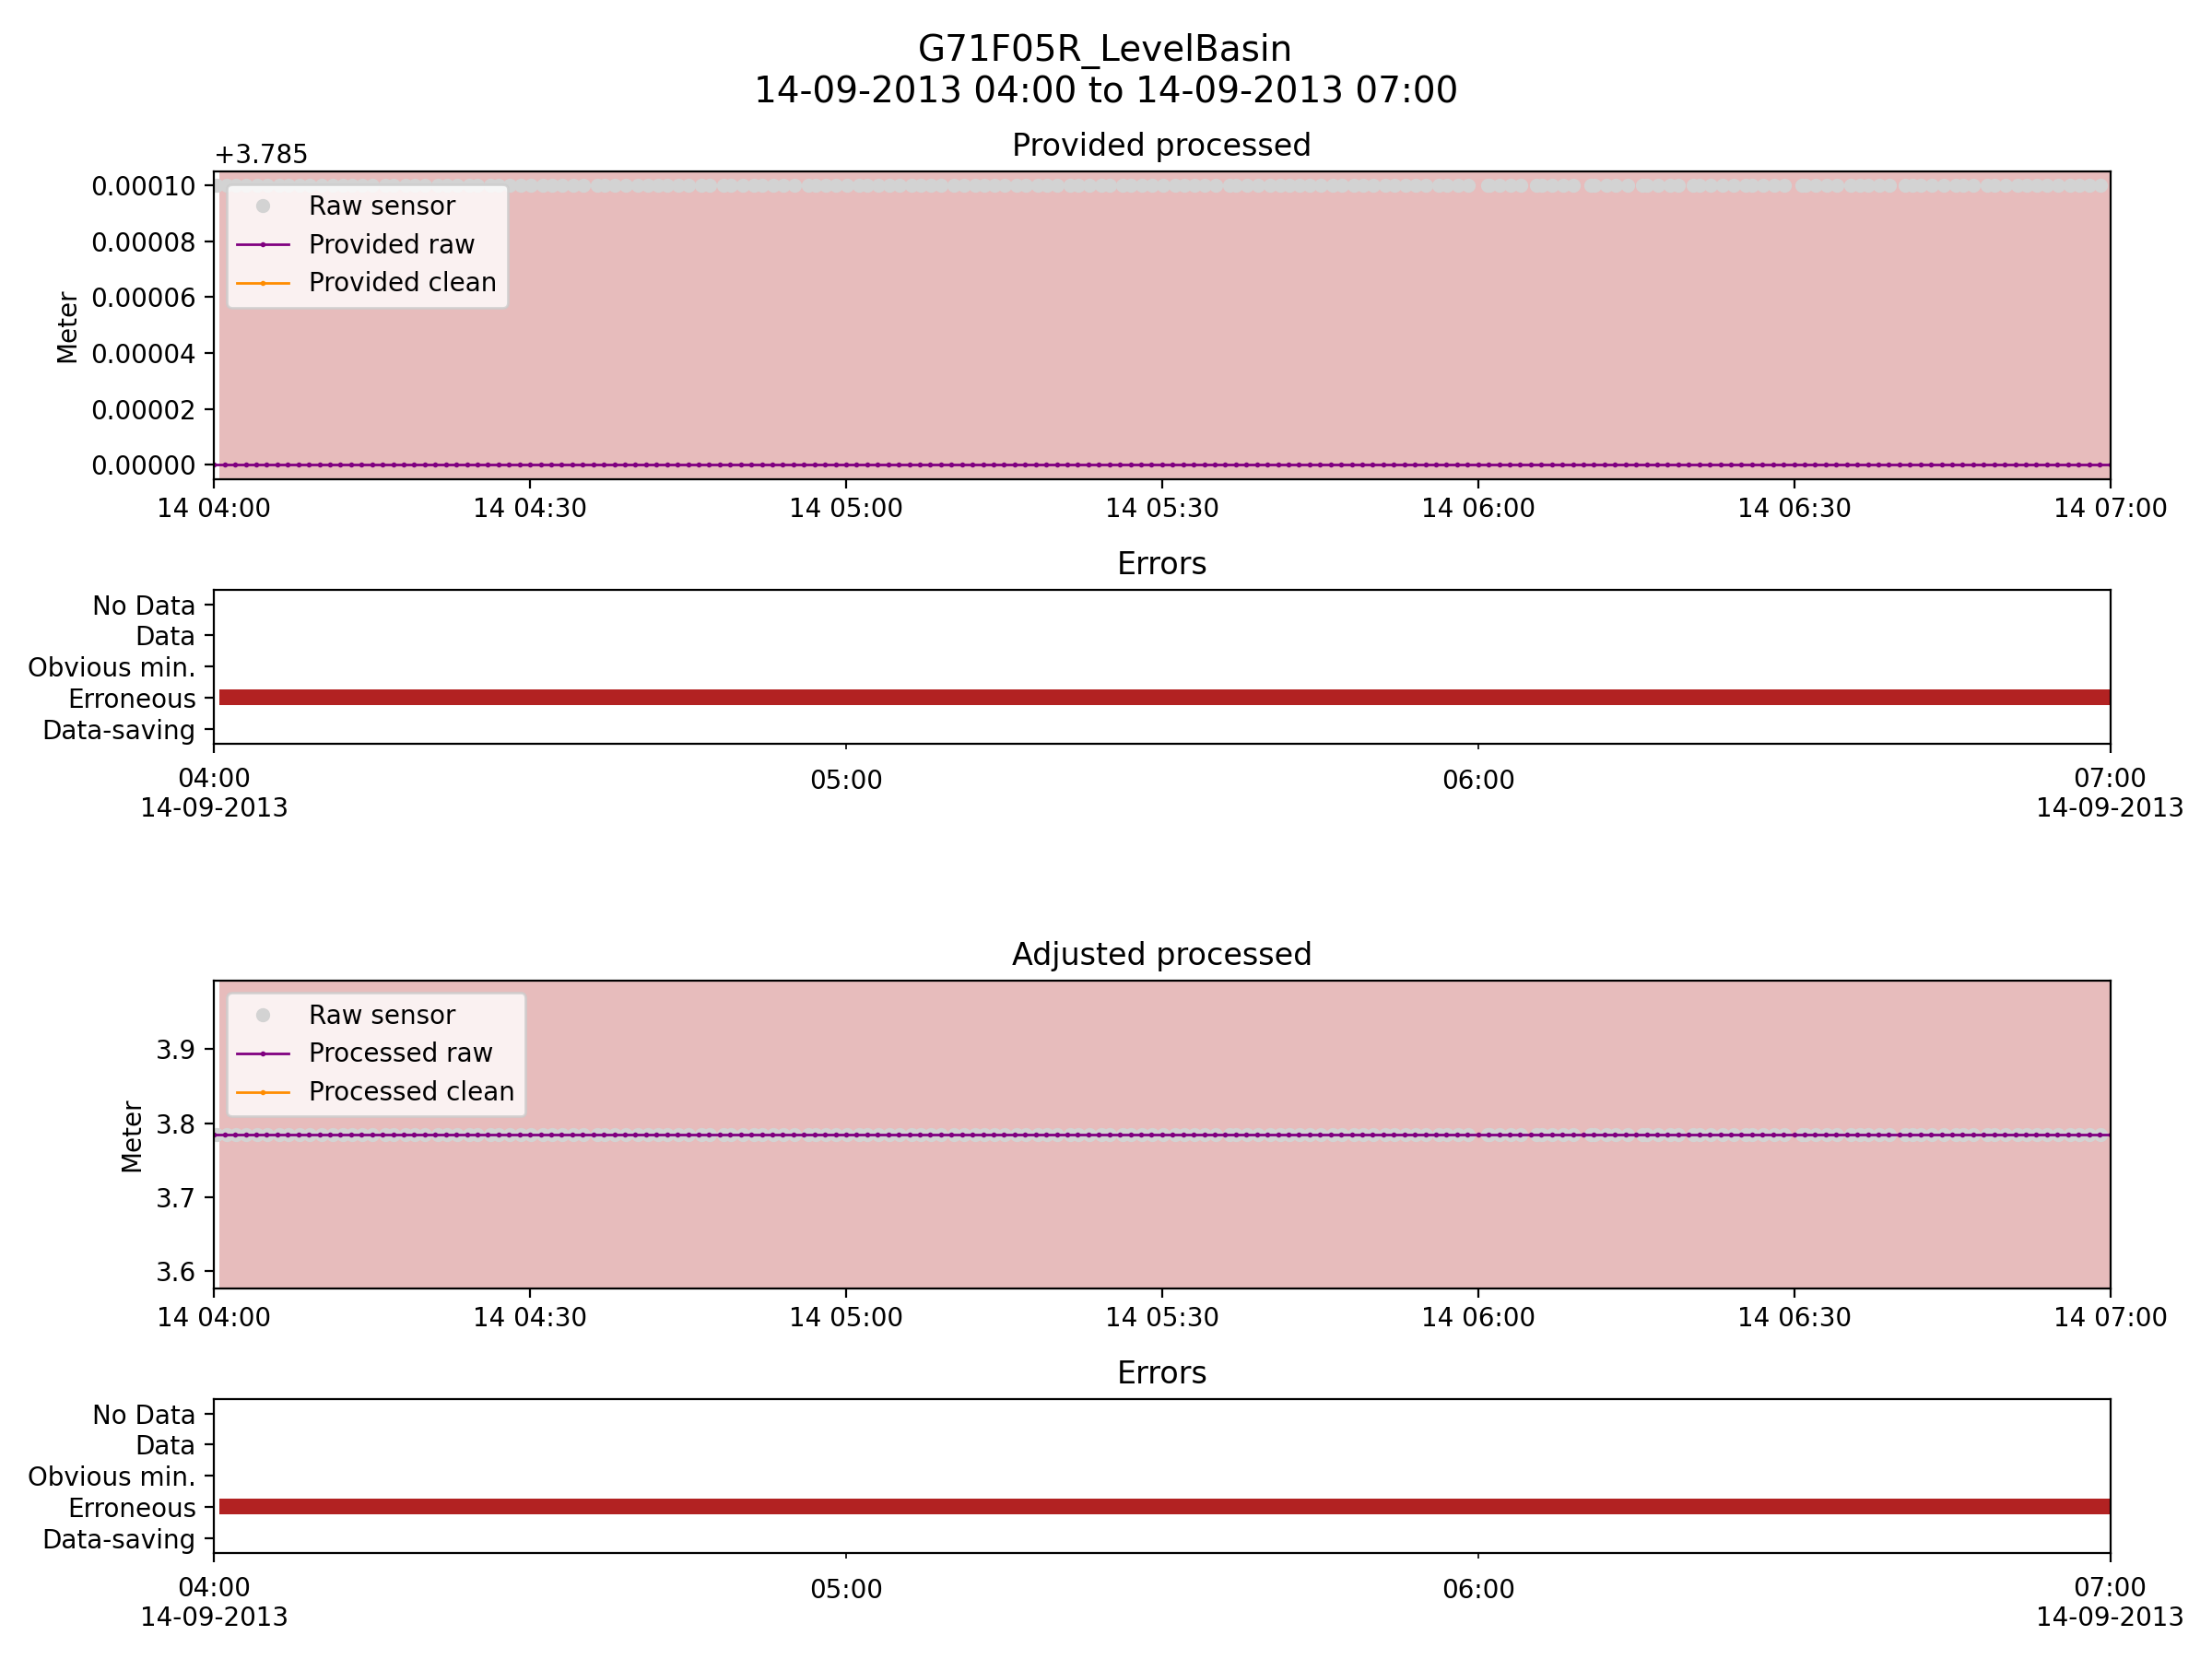 G71F05R_LevelBasin
14-09-2013 04:00 to 14-09-2013 07:00
Provided processed
+3.785
0.00010
0.00008
0.00006
0.00004
0.00002
0.00000
Meter
Raw sensor
Provided raw
Provided clean
14 04:00 14 04:30 14 05:00 14 05:30 14 06:00 14 06:30 14 07:00
Errors
No Data
Data
Obvious min.
Erroneous
Data-saving
04:00 05:00 06:00 07:00
14-09-2013 14-09-2013
Adjusted processed
Raw sensor
Processed raw
Processed clean
3.9
3.8
3.7
3.6
Meter
14 04:00 14 04:30 14 05:00 14 05:30 14 06:00 14 06:30 14 07:00
Errors
No Data
Data
Obvious min.
Erroneous
Data-saving
04:00 05:00 06:00 07:00
14-09-2013 14-09-2013